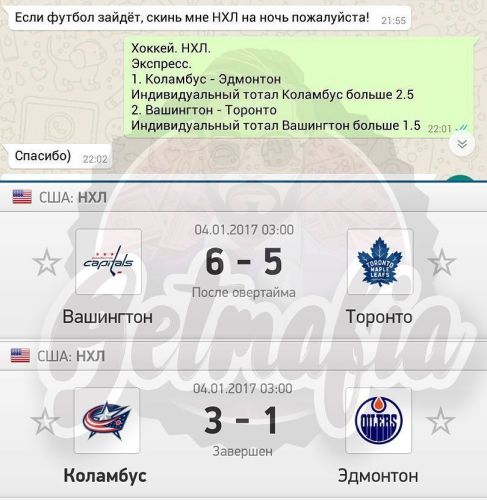 Если футбол зайдёт, скинь мне НХЛ на ночь пожалуйста! 21:55
Хоккей. НХЛ.
Экспресс.
1. Коламбус - Эдмонтон
Индивидуальный тотал Коламбус больше 2.5
2. Вашингтон - Торонто
Индивидуальный тотал Вашингтон больше 1.5 22:01
Спасибо) 22:02
США: НХЛ
04.01.2017 03:00
6 - 5
После овертайма
capitals
TORONTO
MAPLE
LEAFS
Вашингтон
Торонто
Getmafia
США: НХЛ
04.01.2017 03:00
3 - 1
Завершен
OILERS
Коламбус
Эдмонтон